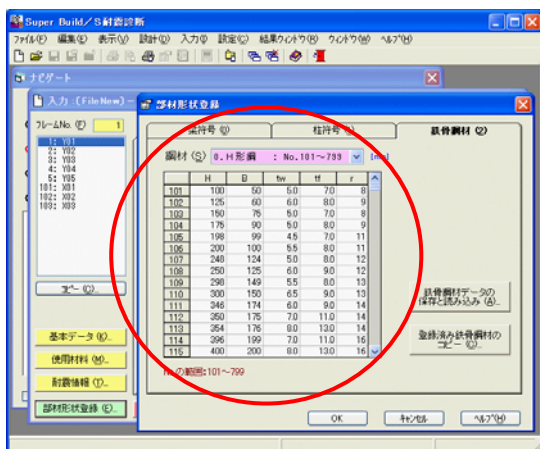 Super Build／S耐震診断
ファイル(F) 編集(E) 表示(V) 設計(D) 入力(I) 設定(C) 結果ウィンドウ(R) ウィンドウ(W) ヘルプ(H)
ナビゲート
入力:(FileNew)-
部材形状登録
フレームNo.(F) 1
1: Y01
2: Y02
3: Y03
4: Y04
5: Y05
101: X01
102: X02
103: X03
コピー(C)...
基本データ(K)...
使用材料(M)...
耐震情報(T)...
部材形状登録(E)...
梁符号(0)
柱符号(1)
鉄骨鋼材(2)
鋼材(S) 0.H形鋼 : No.101～799 [mm]
H B tw tf r
101 100 50 5.0 7.0 8
102 125 60 6.0 8.0 9
103 150 75 5.0 7.0 8
104 175 90 5.0 8.0 9
105 198 99 4.5 7.0 11
106 200 100 5.5 8.0 11
107 248 124 5.0 8.0 12
108 250 125 6.0 9.0 12
109 298 149 5.5 8.0 13
110 300 150 6.5 9.0 13
111 346 174 6.0 9.0 14
112 350 175 7.0 11.0 14
113 354 176 8.0 13.0 14
114 396 199 7.0 11.0 16
115 400 200 8.0 13.0 16
No.の範囲:101～799
鉄骨鋼材データの
保存と読み込み(A)...
登録済み鉄骨鋼材の
コピー(C)...
OK キャンセル ヘルプ(H)